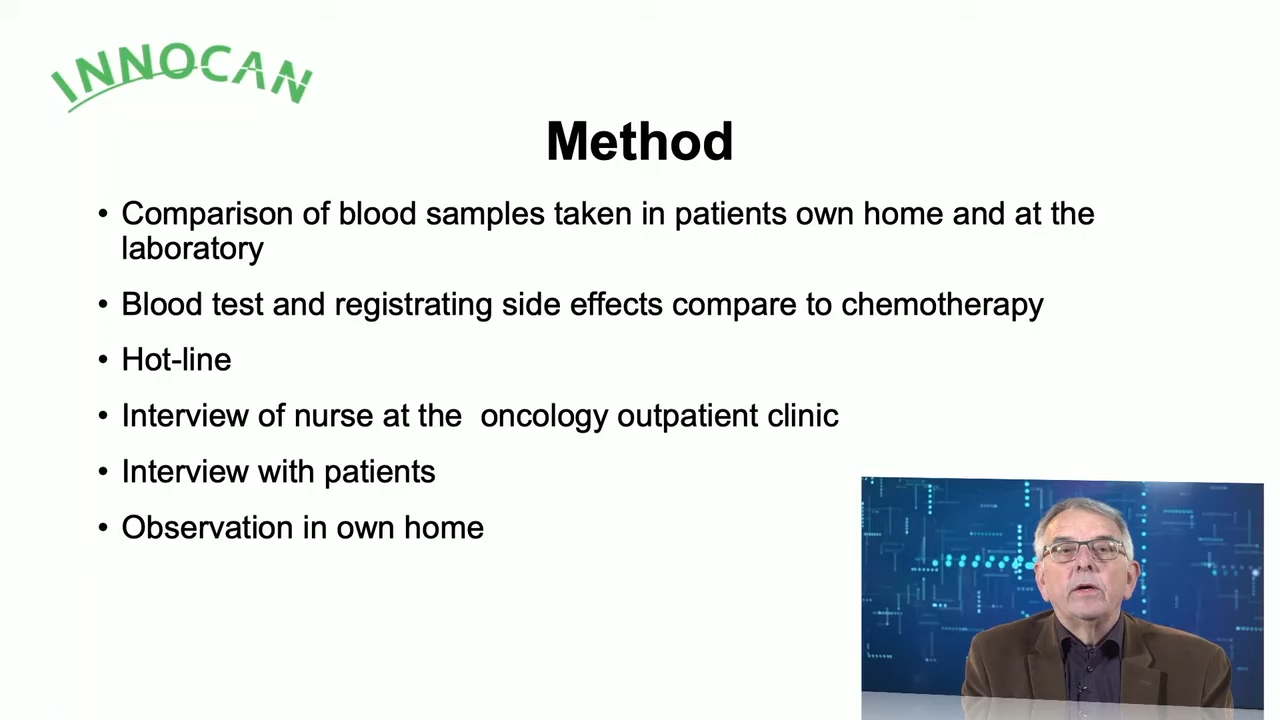 INNOCAN
Method
• Comparison of blood samples taken in patients own home and at the
laboratory
• Blood test and registrating side effects compare to chemotherapy
• Hot-line
• Interview of nurse at the  oncology outpatient clinic
• Interview with patients
• Observation in own home